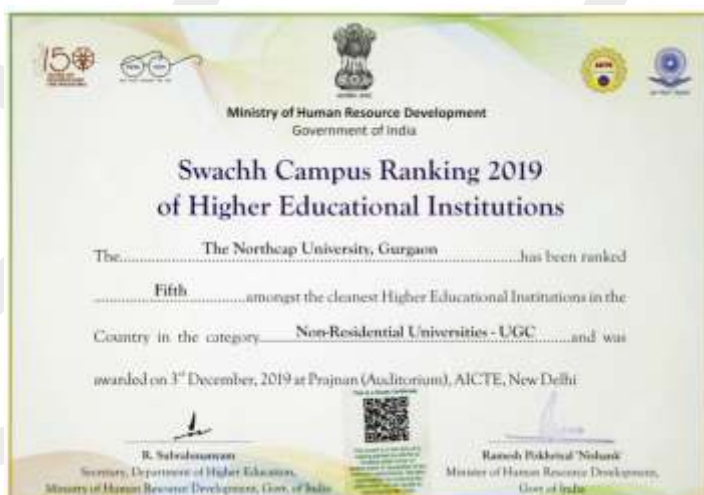 150
Ministry of Human Resource Development
Government of India
Swachh Campus Ranking 2019
of Higher Educational Institutions
The............The Northcap University, Gurgaon............has been ranked
............Fifth............amongst the cleanest Higher Educational Institutions in the
Country in the category............Non-Residential Universities - UGC............and was
awarded on 3rd December, 2019 at Prajnan (Auditorium), AICTE, New Delhi
R. Subrahmanyam
Secretary, Department of Higher Education,
Ministry of Human Resource Development, Govt. of India
Ramesh Pokhriyal 'Nishank'
Minister of Human Resource Development,
Govt of India